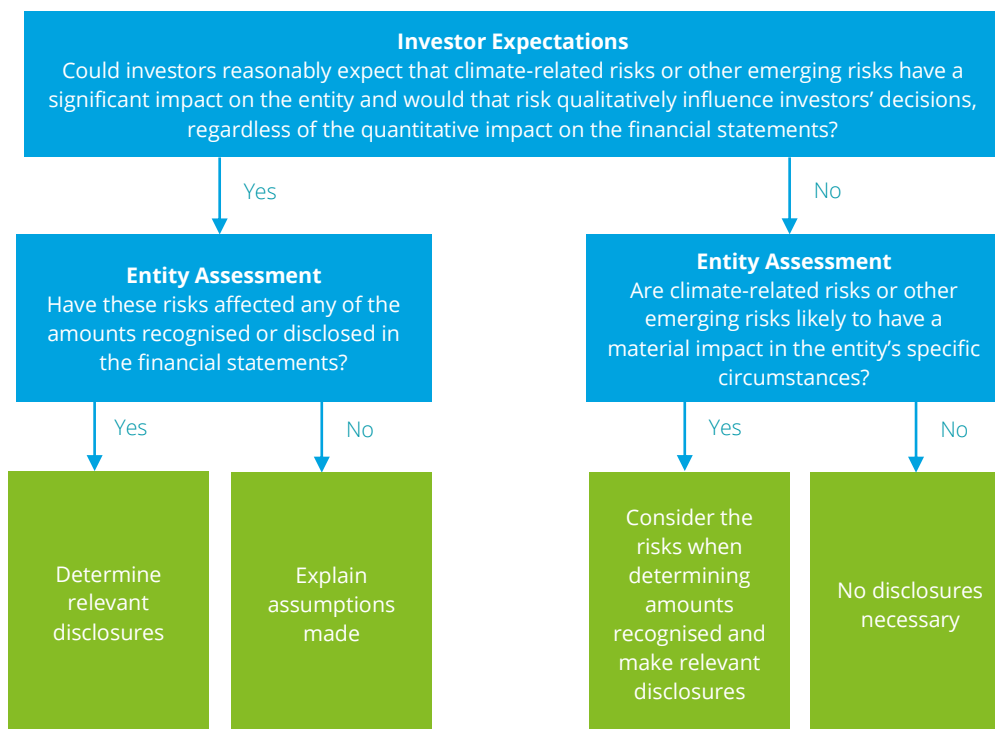 Investor Expectations
Could investors reasonably expect that climate-related risks or other emerging risks have a
significant impact on the entity and would that risk qualitatively influence investors’ decisions,
regardless of the quantitative impact on the financial statements?
Yes
No
Entity Assessment
Have these risks affected any of the
amounts recognised or disclosed in
the financial statements?
Entity Assessment
Are climate-related risks or other
emerging risks likely to have a
material impact in the entity’s specific
circumstances?
Yes
No
Yes
No
Determine
relevant
disclosures
Explain
assumptions
made
Consider the
risks when
determining
amounts
recognised and
make relevant
disclosures
No disclosures
necessary